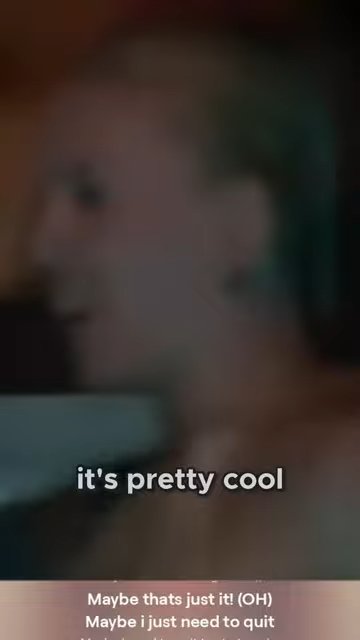 it's pretty cool
Maybe thats just it! (OH)
Maybe i just need to quit